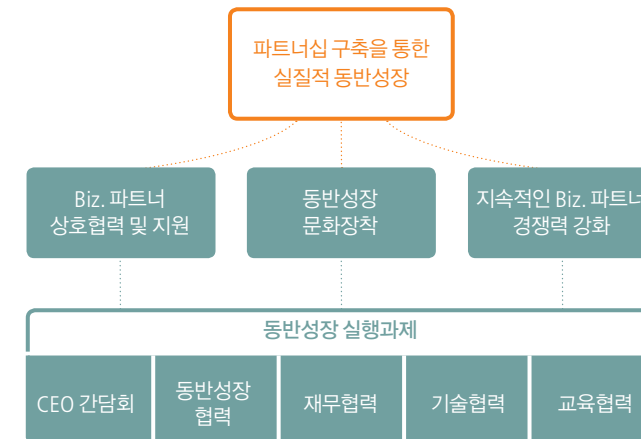 파트너십 구축을 통한
실질적 동반성장
Biz. 파트너
상호협력 및 지원
동반성장
문화장착
지속적인 Biz. 파트너
경쟁력 강화
동반성장 실행과제
CEO 간담회
동반성장
협력
재무협력
기술협력
교육협력